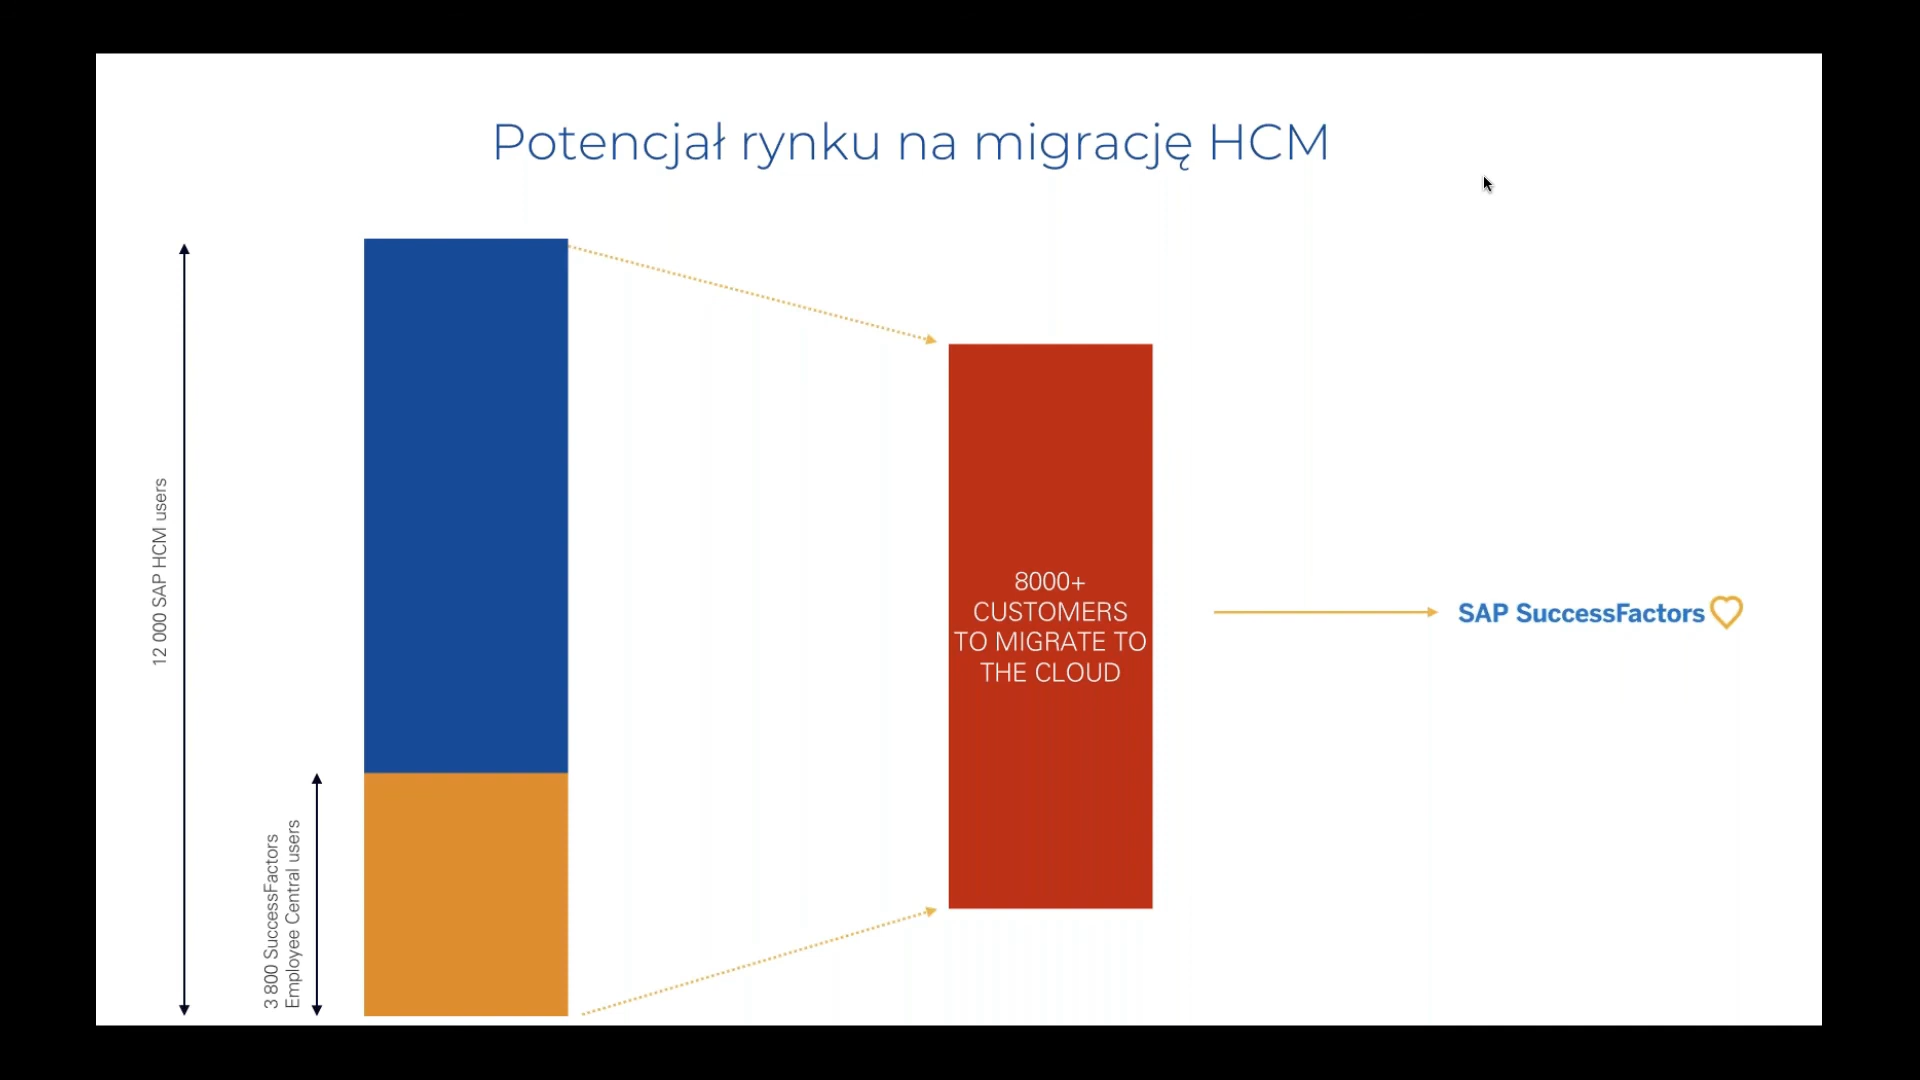 Potencjał rynku na migrację HCM
12 000 SAP HCM users
3 800 SuccessFactors
Employee Central users
8000+
CUSTOMERS
TO MIGRATE TO
THE CLOUD
SAP SuccessFactors